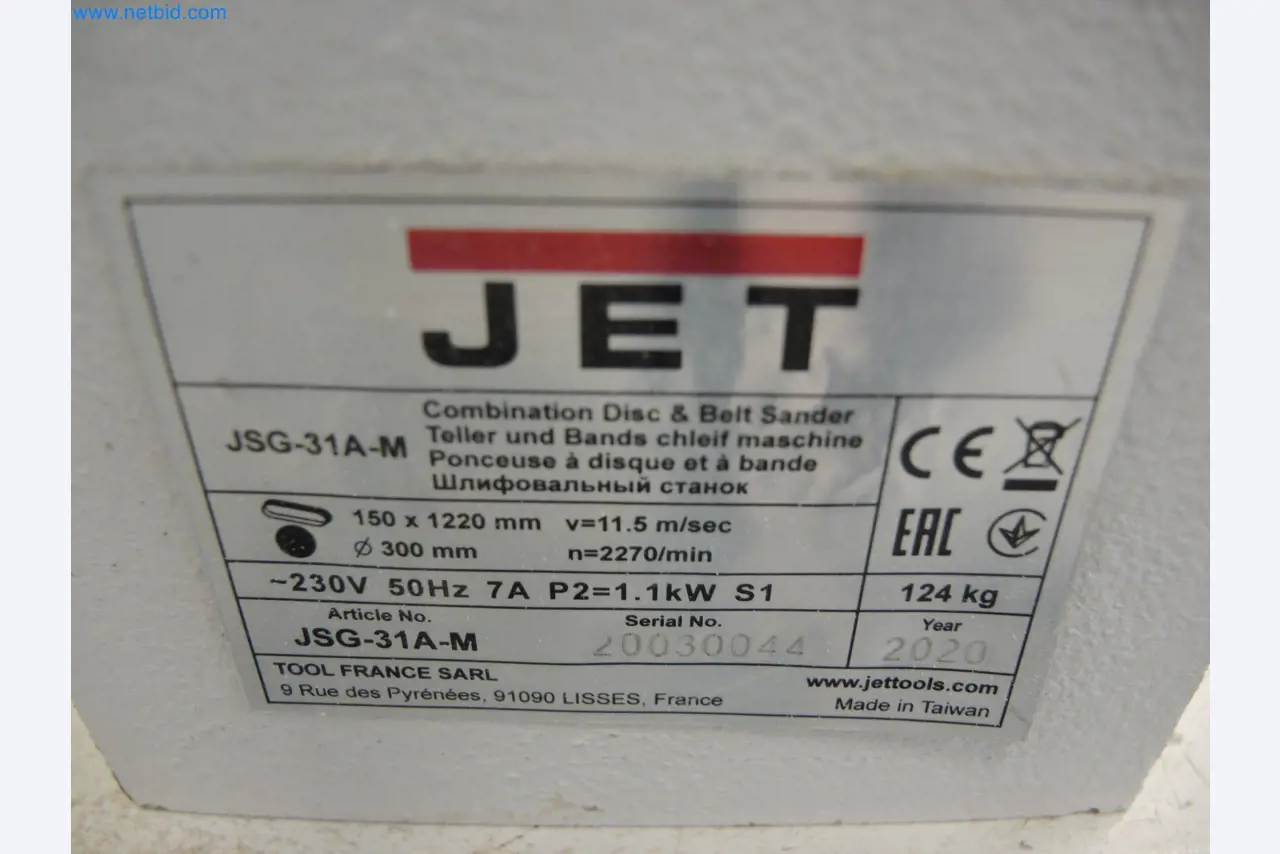 www.netbid.com
JET
JSG-31A-M
Combination Disc & Belt Sander
Teller und Bands chleif maschine
Ponceuse à disque et à bande
Шлифовальный станок
CE
150 x 1220 mm v=11.5 m/sec
Ø 300 mm n=2270/min
EAC
~230V 50Hz 7A P2=1.1kW S1
124 kg
Article No.
JSG-31A-M
Serial No.
20030044
Year
2020
TOOL FRANCE SARL
9 Rue des Pyrénées, 91090 LISSES, France
www.jettools.com
Made in Taiwan